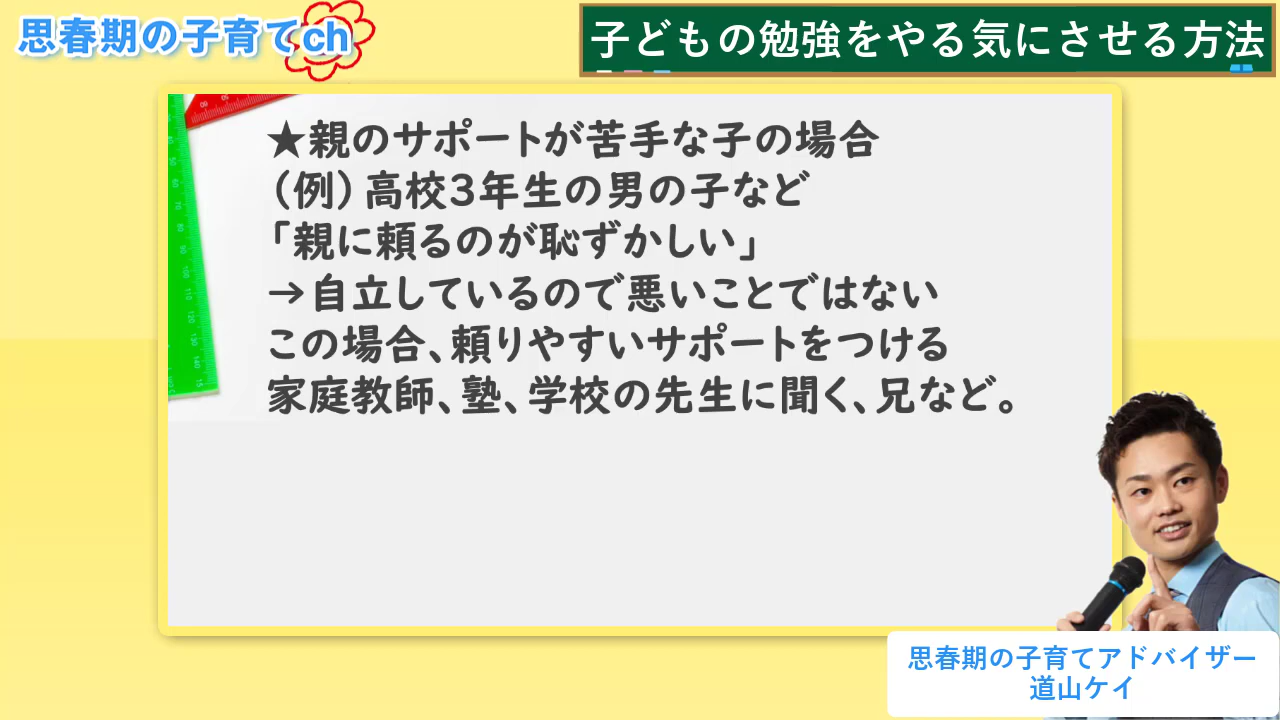 思春期の子育てch
子どもの勉強をやる気にさせる方法
★親のサポートが苦手な子の場合
（例）高校3年生の男の子など
「親に頼るのが恥ずかしい」
→自立しているので悪いことではない
この場合、頼りやすいサポートをつける
家庭教師、塾、学校の先生に聞く、兄など。
思春期の子育てアドバイザー
道山ケイ